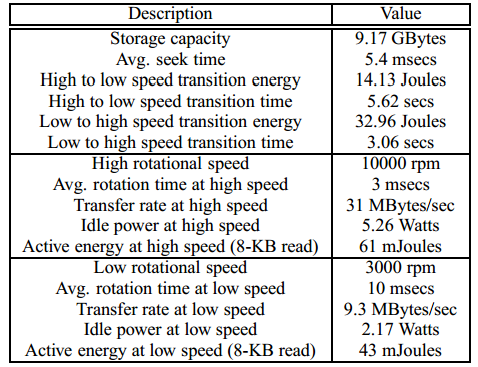 Description Value
Storage capacity 9.17 GBytes
Avg. seek time 5.4 msecs
High to low speed transition energy 14.13 Joules
High to low speed transition time 5.62 secs
Low to high speed transition energy 32.96 Joules
Low to high speed transition time 3.06 secs
High rotational speed 10000 rpm
Avg. rotation time at high speed 3 msecs
Transfer rate at high speed 31 MBytes/sec
Idle power at high speed 5.26 Watts
Active energy at high speed (8-KB read) 61 mJoules
Low rotational speed 3000 rpm
Avg. rotation time at low speed 10 msecs
Transfer rate at low speed 9.3 MBytes/sec
Idle power at low speed 2.17 Watts
Active energy at low speed (8-KB read) 43 mJoules